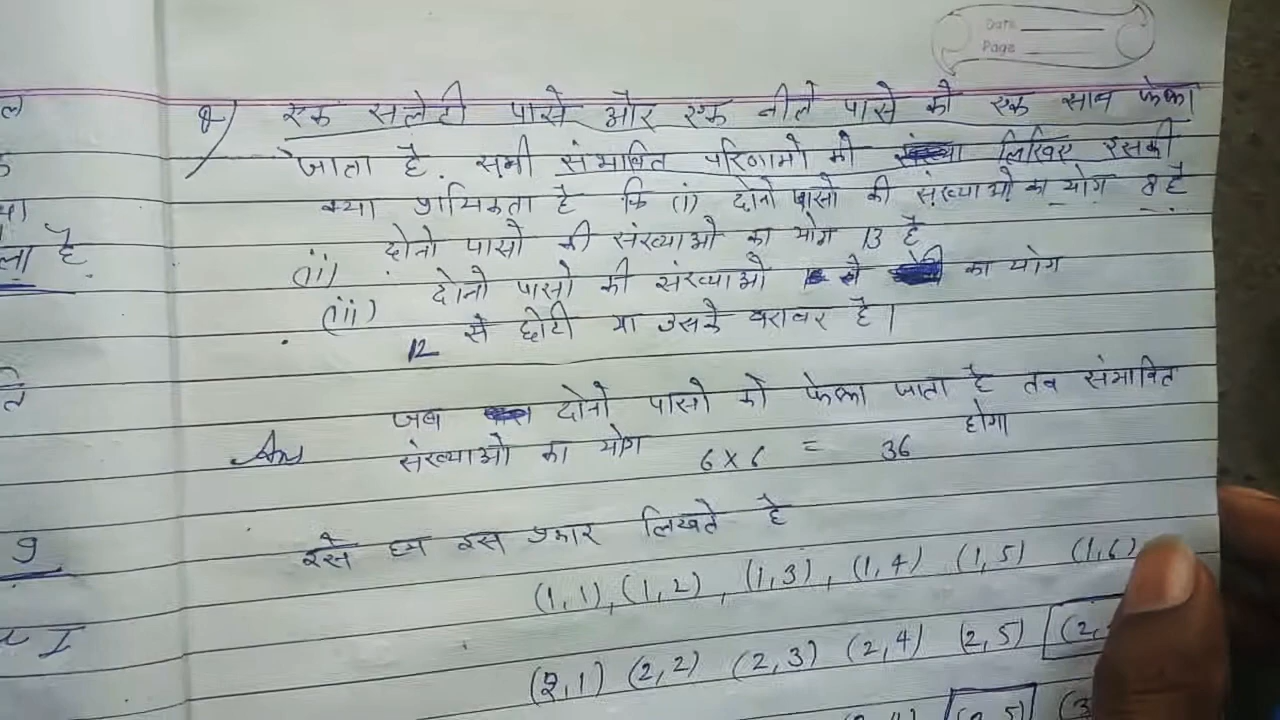 Date
Page
एक सलेटी पासे और एक नीले पासे को एक साथ फेंका
जाता है. सभी संभावित परिणामों को लिखिए इसकी
क्या प्रायिकता है कि (i) दोनो पासो की संख्याओं का योग 8 है
(ii) दोनो पासो की संख्याओ का योग 13 है
(iii) दोनो पासो की संख्याओ का योग
12 से छोटी या उसके बराबर है।
Ans जब दोनो पासो को फेका जाता है तब संभावित
संख्याओ का योग 6 x 6 = 36 होगा
इसे हम इस प्रकार लिखते है
(1,1), (1,2), (1,3), (1,4) (1,5) (1,6)
(2,1) (2,2) (2,3) (2,4) (2,5) (2,